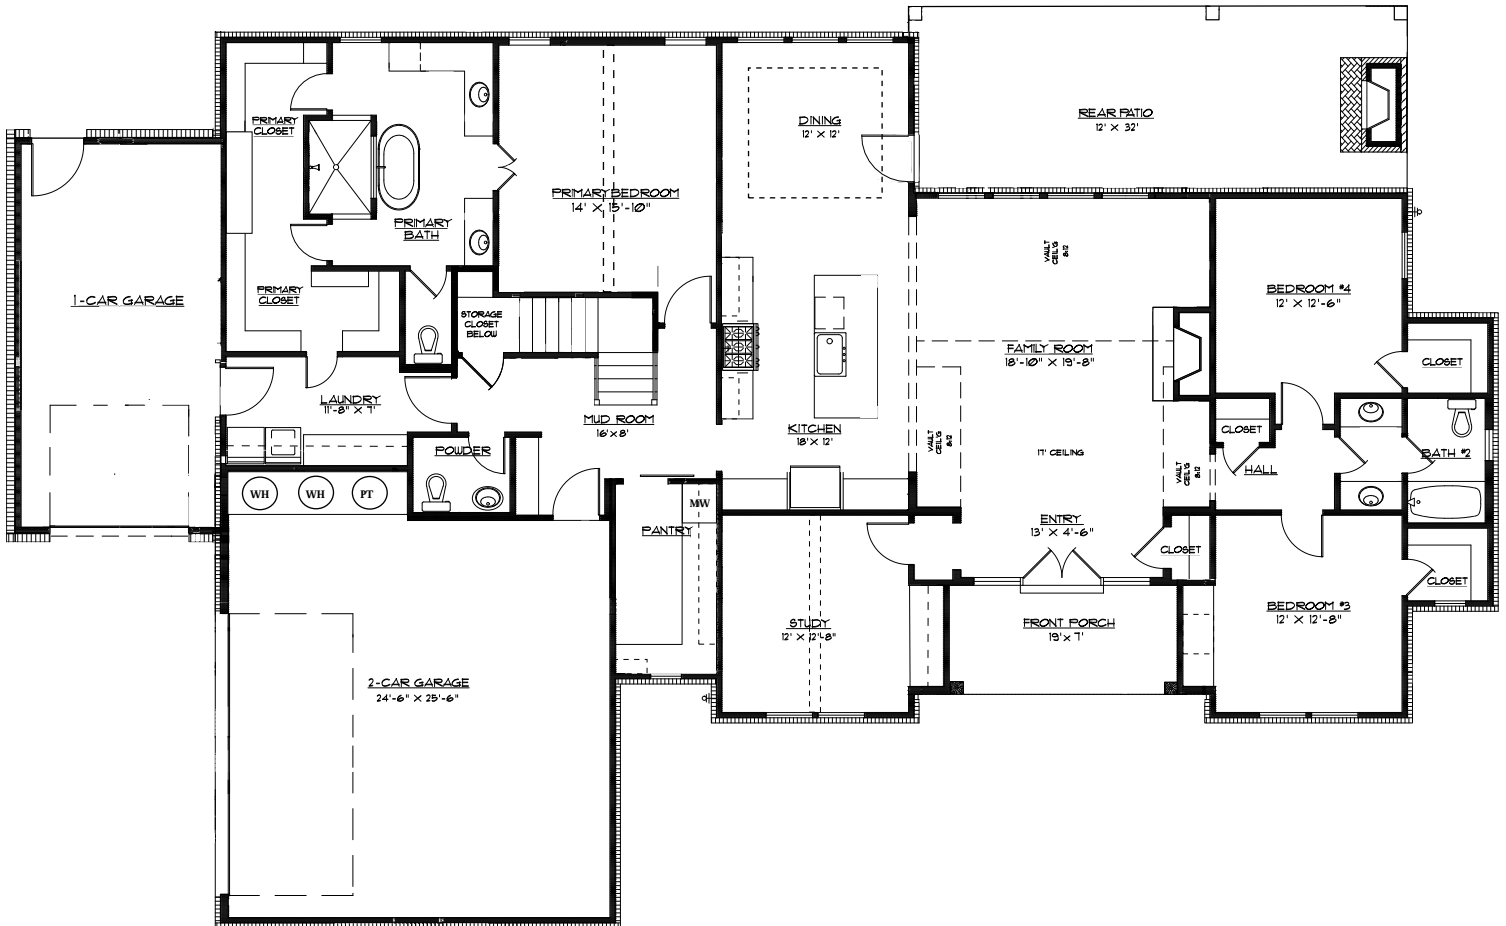 REAR PATIO
12' X 32'
DINING
12' X 12'
PRIMARY
CLOSET
PRIMARY BEDROOM
14' X 15'-10"
PRIMARY
BATH
VAULT
CEIL'G
8:12
PRIMARY
CLOSET
1-CAR GARAGE
BEDROOM #4
12' X 12'-6"
STORAGE
CLOSET
BELOW
FAMILY ROOM
18'-10" X 19'-8"
CLOSET
LAUNDRY
11'-8" X 7'
MUD ROOM
16' X 8'
KITCHEN
18' X 12'
VAULT
CEIL'G
8:12
CLOSET
POWDER
17' CEILING
VAULT
CEIL'G
8:12
HALL
BATH #2
WH
WH
PT
MW
PANTRY
ENTRY
13' X 4'-6"
CLOSET
CLOSET
STUDY
12' X 12'-8"
FRONT PORCH
19' X 7'
BEDROOM #3
12' X 12'-8"
2-CAR GARAGE
24'-6" X 25'-6"